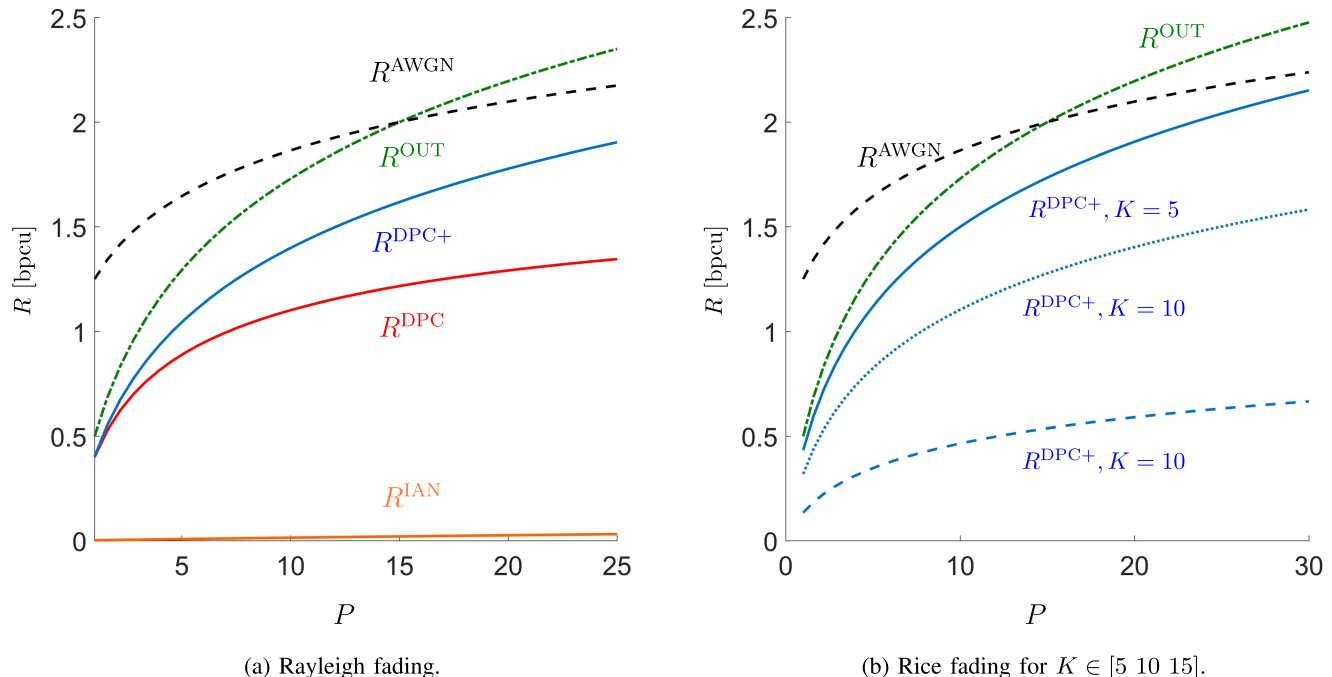 2.5
2
1.5
1
0.5
0
5
10
15
20
25
R [bpcu]
P
R^AWGN
R^OUT
R^DPC+
R^DPC
R^IAN
(a) Rayleigh fading.
2.5
2
1.5
1
0.5
0
0
10
20
30
R [bpcu]
P
R^OUT
R^AWGN
R^DPC+, K = 5
R^DPC+, K = 10
R^DPC+, K = 10
(b) Rice fading for K ∈ [5 10 15].